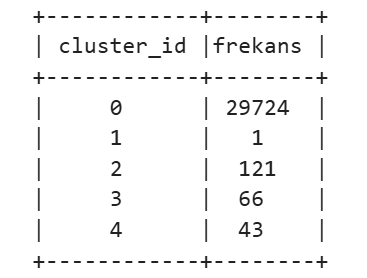 +------------+--------+
| cluster_id |frekans |
+------------+--------+
| 0 | 29724 |
| 1 | 1 |
| 2 | 121 |
| 3 | 66 |
| 4 | 43 |
+------------+--------+